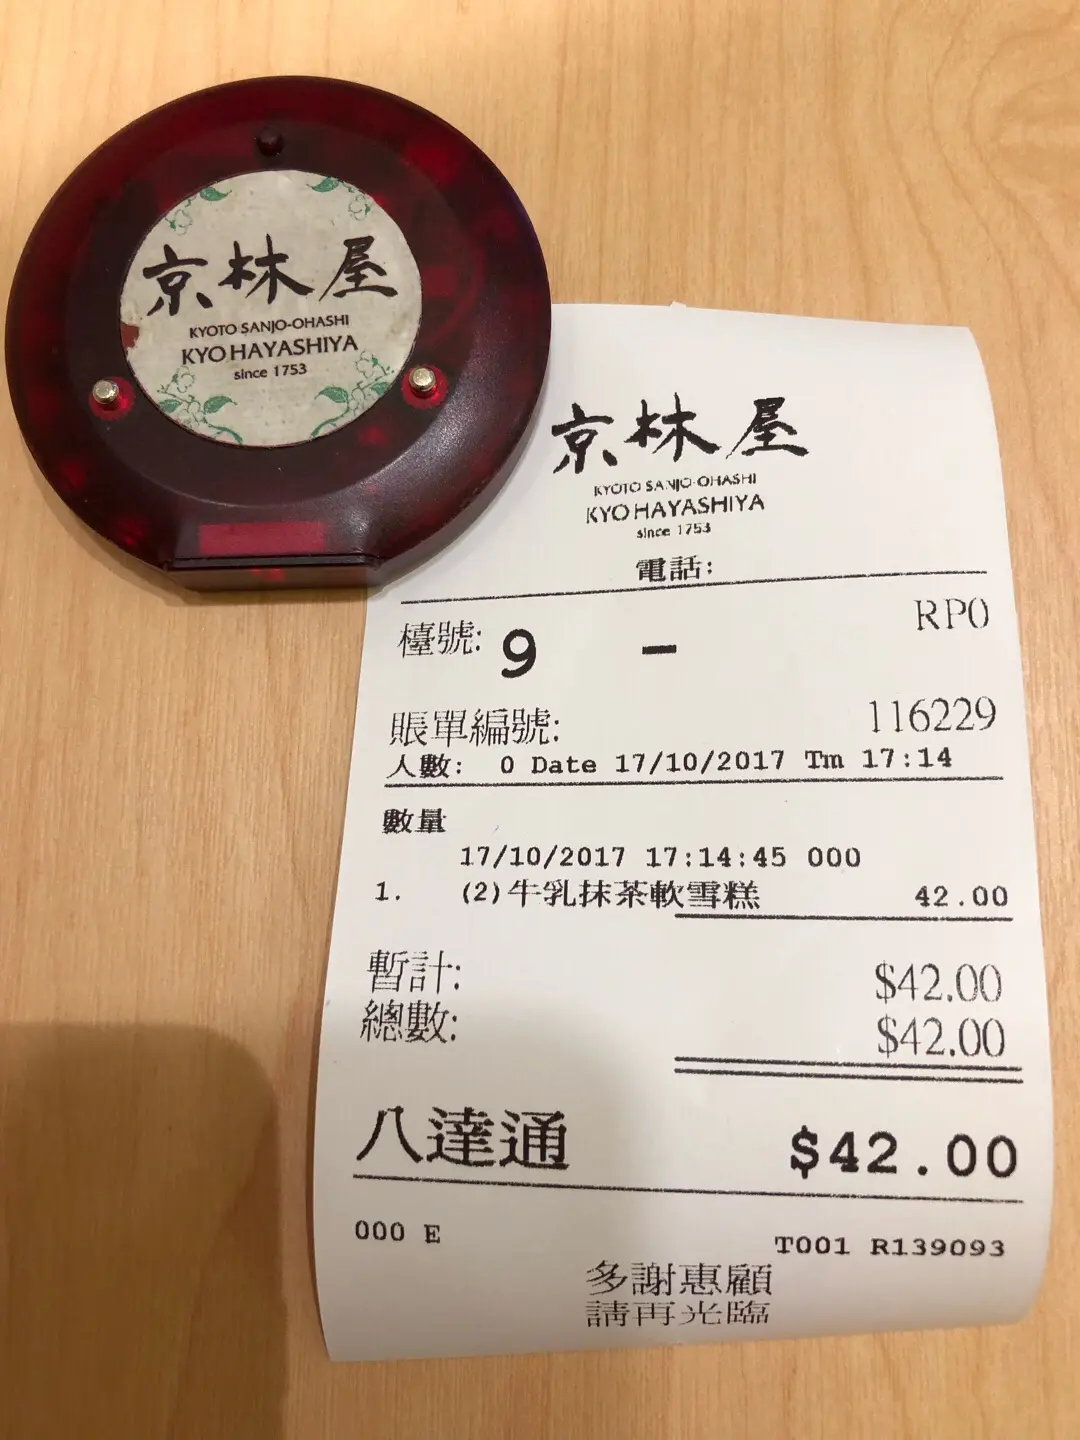 京林屋
KYOTO SANJO-OHASHI
KYO HAYASHIYA
since 1753
京林屋
KYOTO SANJO-OHASHI
KYO HAYASHIYA
since 1753
電話:
RP0
檯號: 9 -
賬單編號: 116229
人數: 0 Date 17/10/2017 Tm 17:14
數量
17/10/2017 17:14:45 000
1. (2)牛乳抹茶軟雪糕 42.00
暫計: $42.00
總數: $42.00
八達通 $42.00
000 E T001 R139093
多謝惠顧
請再光臨